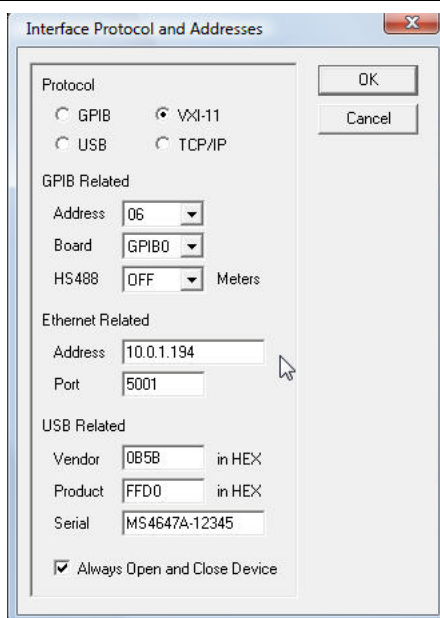 Interface Protocol and Addresses
Protocol
GPIB VXI-11
USB TCP/IP
OK
Cancel
GPIB Related
Address 06
Board GPIB0
HS488 OFF Meters
Ethernet Related
Address 10.0.1.194
Port 5001
USB Related
Vendor 0B5B in HEX
Product FFD0 in HEX
Serial MS4647A-12345
Always Open and Close Device